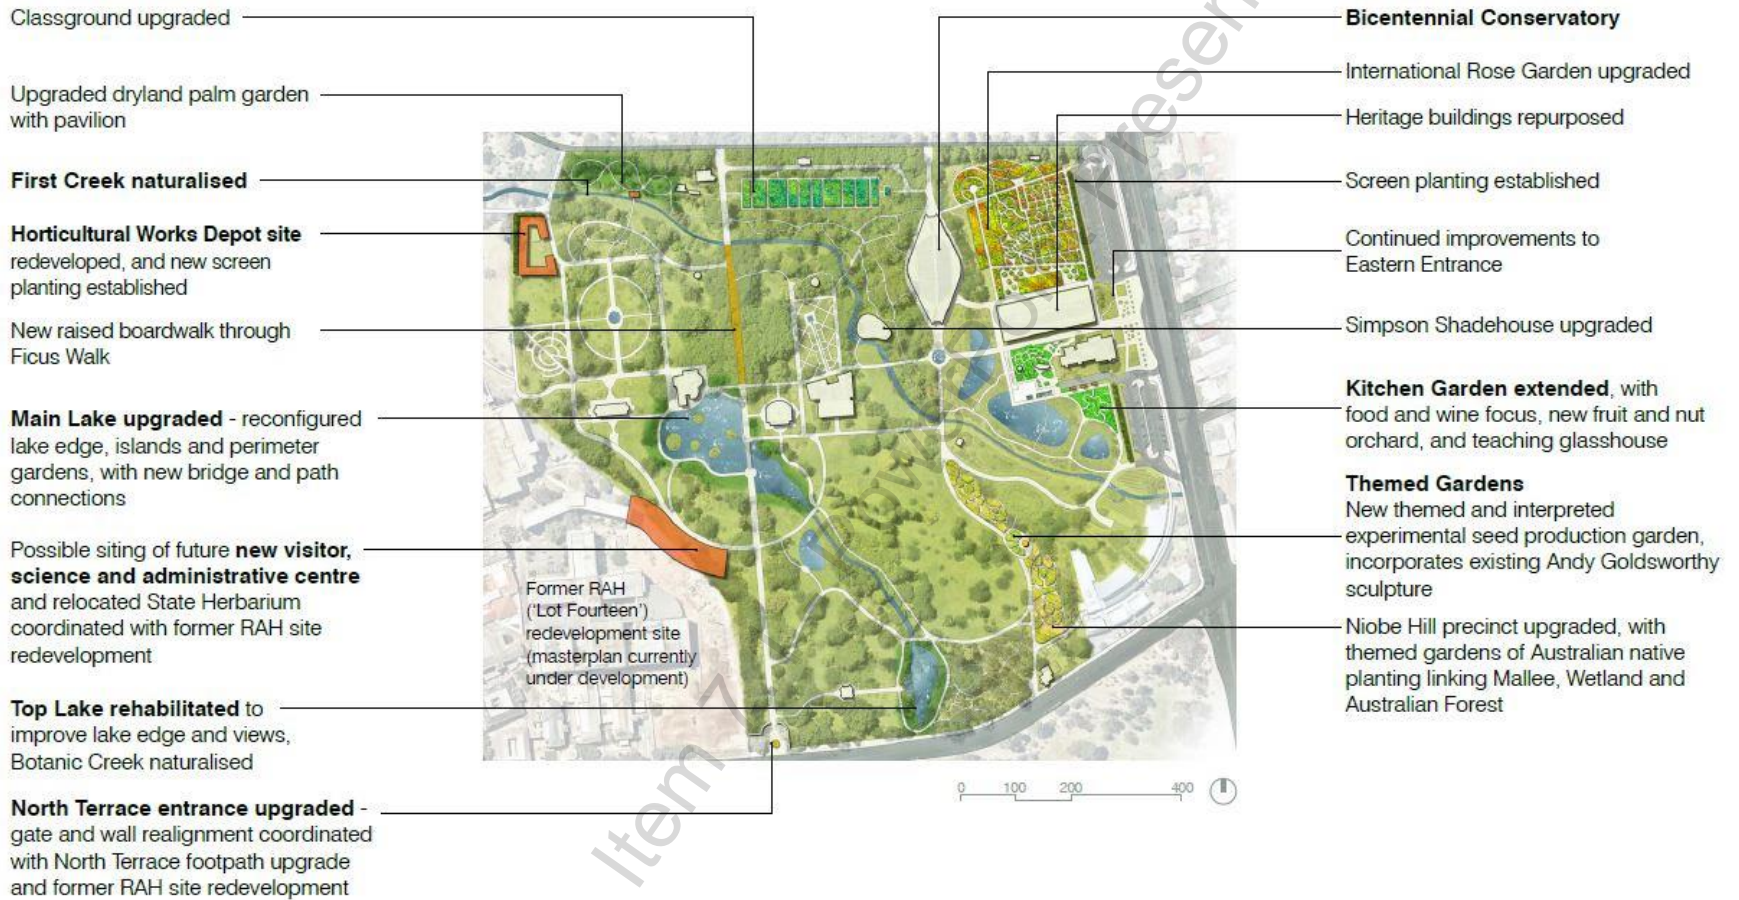 Classground upgraded
Upgraded dryland palm garden
with pavilion
First Creek naturalised
Horticultural Works Depot site
redeveloped, and new screen
planting established
New raised boardwalk through
Ficus Walk
Main Lake upgraded - reconfigured
lake edge, islands and perimeter
gardens, with new bridge and path
connections
Possible siting of future new visitor,
science and administrative centre
and relocated State Herbarium
coordinated with former RAH site
redevelopment
Top Lake rehabilitated to
improve lake edge and views,
Botanic Creek naturalised
North Terrace entrance upgraded -
gate and wall realignment coordinated
with North Terrace footpath upgrade
and former RAH site redevelopment
Former RAH
('Lot Fourteen')
redevelopment site
(masterplan currently
under development)
Bicentennial Conservatory
International Rose Garden upgraded
Heritage buildings repurposed
Screen planting established
Continued improvements to
Eastern Entrance
Simpson Shadehouse upgraded
Kitchen Garden extended, with
food and wine focus, new fruit and nut
orchard, and teaching glasshouse
Themed Gardens
New themed and interpreted
experimental seed production garden,
incorporates existing Andy Goldsworthy
sculpture
Niobe Hill precinct upgraded, with
themed gardens of Australian native
planting linking Mallee, Wetland and
Australian Forest
0 100 200 400
Item 7